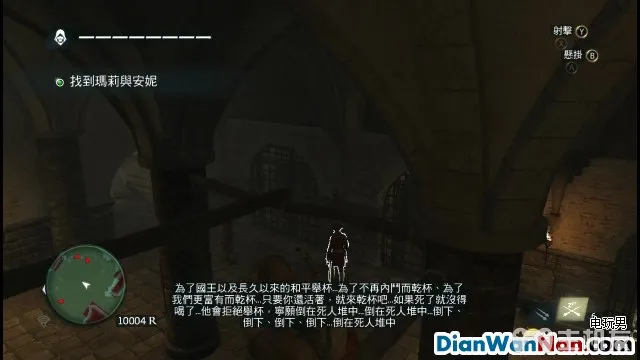 射擊 Y
懸掛 B
A
找到瑪莉與安妮
為了國王以及長久以來的和平舉杯...為了不再內鬥而乾杯、為了
我們更富有而乾杯...只要你還活著，就來乾杯吧...如果死了就沒得
喝了...他會拒絕舉杯，寧願倒在死人堆中...倒在死人堆中...倒下、
倒下、倒下、倒下...倒在死人堆中
10004 R
电玩男
DianWanNan.com